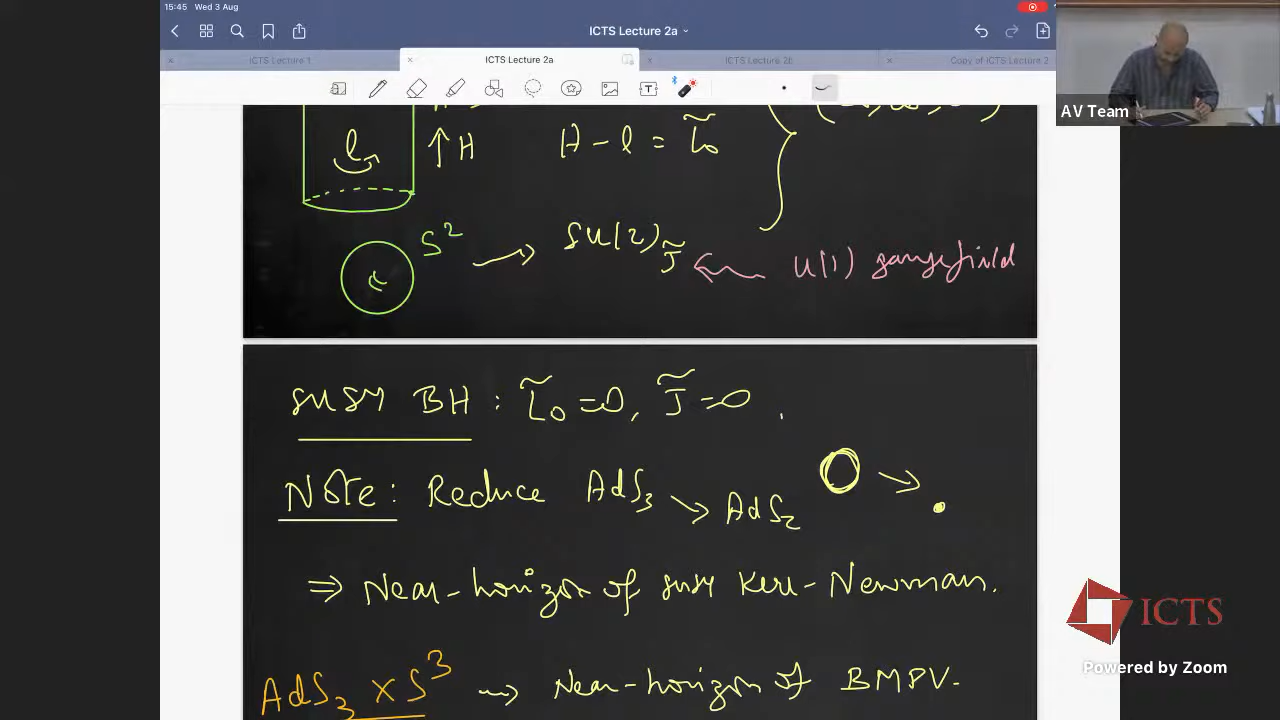 15:45 Wed 3 Aug
ICTS Lecture 2a
ICTS Lecture 1
ICTS Lecture 2a
ICTS Lecture 2b
Copy of ICTS Lecture 2
AV Team
l ↑ H H - l = L̃₀
S² → SU(2)_J̃ ← U(1) gauge field
SUSY BH : L̃₀ = 0, J̃ = 0 .
Note: Reduce AdS₃ ↘ AdS₂
⇒ Near-horizon of susy Kerr-Newman.
AdS₃ × S³ → Near-horizon of BMPV.
ICTS
Powered by Zoom